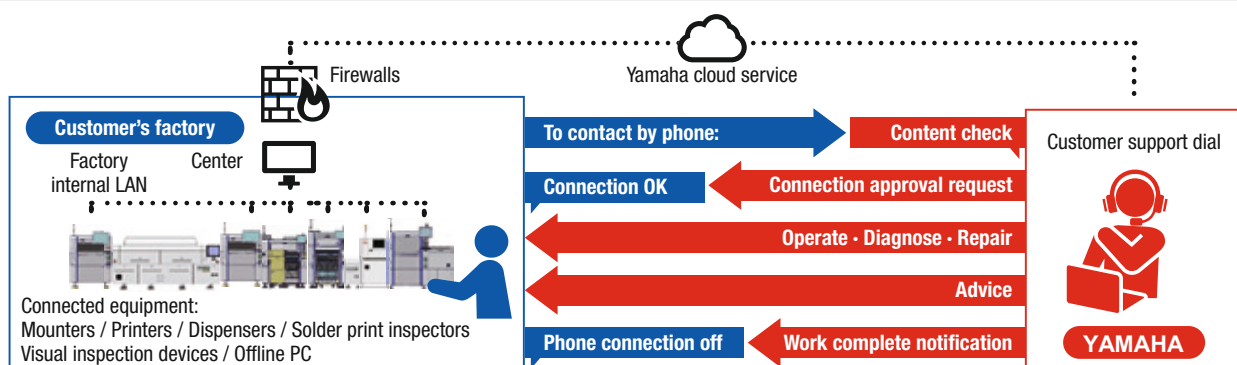 Firewalls
Yamaha cloud service
Customer's factory
Factory
internal LAN
Center
To contact by phone:
Content check
Customer support dial
Connection OK
Connection approval request
Operate · Diagnose · Repair
Advice
Connected equipment:
Mounters / Printers / Dispensers / Solder print inspectors
Visual inspection devices / Offline PC
Phone connection off
Work complete notification
YAMAHA